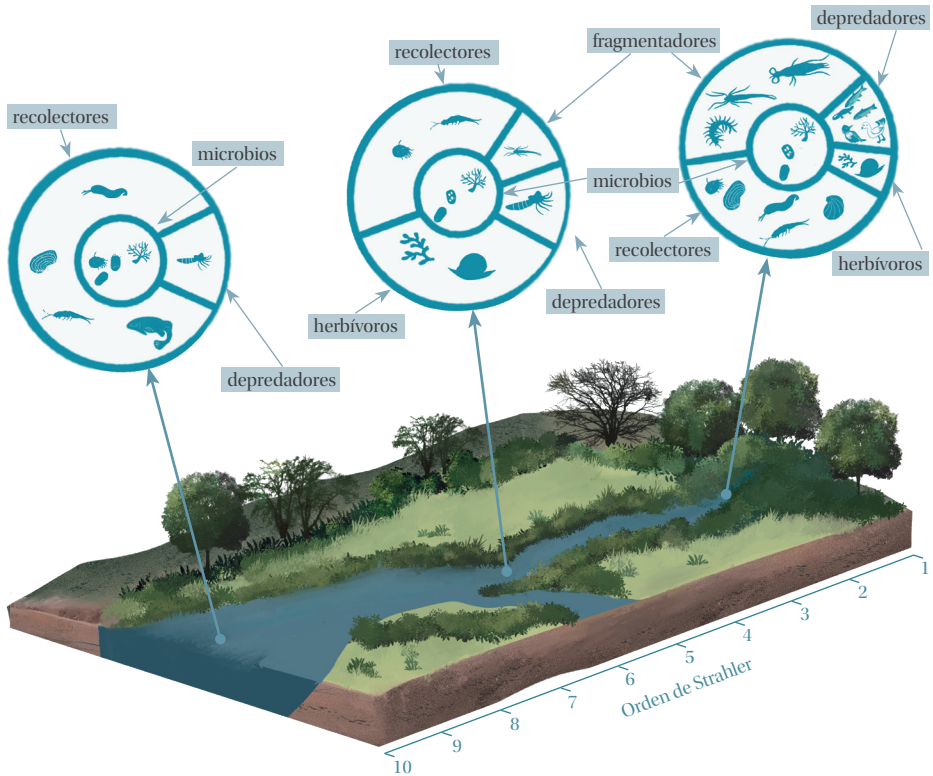 depredadores
fragmentadores
recolectores
recolectores
microbios
microbios
recolectores
herbívoros
depredadores
herbívoros
depredadores
1
2
3
4
5
6
7
8
9
10
Orden de Strahler